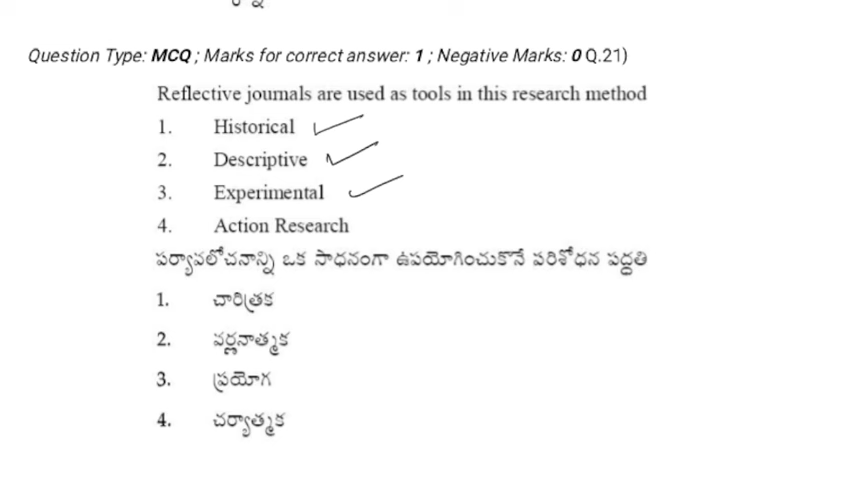 Question Type: MCQ ; Marks for correct answer: 1 ; Negative Marks: 0 Q.21)
Reflective journals are used as tools in this research method
1. Historical
2. Descriptive
3. Experimental
4. Action Research
పర్యాపలోచనాన్ని ఒక సాధనంగా ఉపయోగించుకొనే పరిశోధన పద్ధతి
1. చారిత్రక
2. వర్ణనాత్మక
3. ప్రయోగ
4. చర్యాత్మక